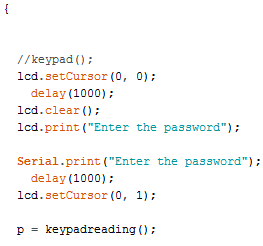 {
//keypad();
lcd.setCursor(0, 0);
delay(1000);
lcd.clear();
lcd.print("Enter the password");
Serial.print("Enter the password");
delay(1000);
lcd.setCursor(0, 1);
p = keypadreading();